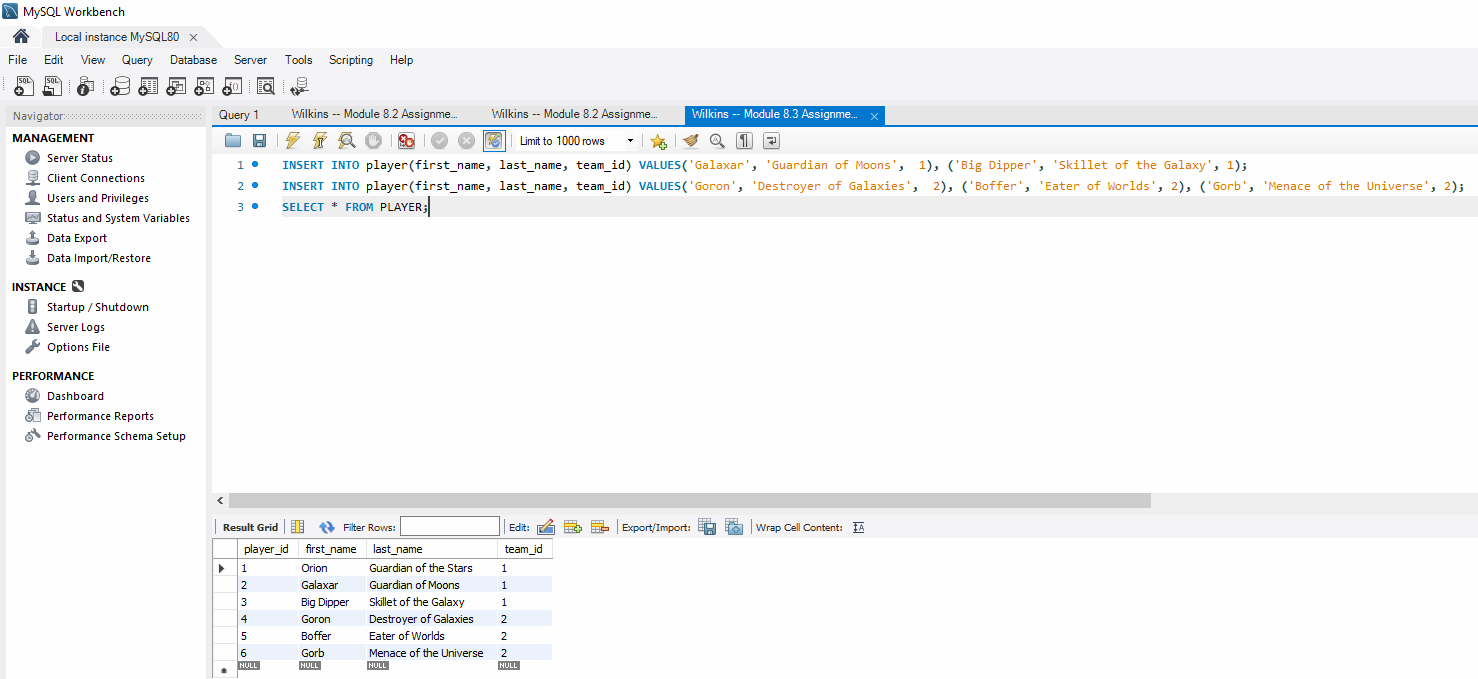 MySQL Workbench
Local instance MySQL80
File Edit View Query Database Server Tools Scripting Help
Navigator
MANAGEMENT
Server Status
Client Connections
Users and Privileges
Status and System Variables
Data Export
Data Import/Restore
INSTANCE
Startup / Shutdown
Server Logs
Options File
PERFORMANCE
Dashboard
Performance Reports
Performance Schema Setup
Query 1 Wilkins -- Module 8.2 Assignme... Wilkins -- Module 8.2 Assignme... Wilkins -- Module 8.3 Assignme...
Limit to 1000 rows
1 INSERT INTO player(first_name, last_name, team_id) VALUES('Galaxar', 'Guardian of Moons', 1), ('Big Dipper', 'Skillet of the Galaxy', 1);
2 INSERT INTO player(first_name, last_name, team_id) VALUES('Goron', 'Destroyer of Galaxies', 2), ('Boffer', 'Eater of Worlds', 2), ('Gorb', 'Menace of the Universe', 2);
3 SELECT * FROM PLAYER;
Result Grid Filter Rows: Edit: Export/Import: Wrap Cell Content:
player_id first_name last_name team_id
1 Orion Guardian of the Stars 1
2 Galaxar Guardian of Moons 1
3 Big Dipper Skillet of the Galaxy 1
4 Goron Destroyer of Galaxies 2
5 Boffer Eater of Worlds 2
6 Gorb Menace of the Universe 2
NULL NULL NULL NULL